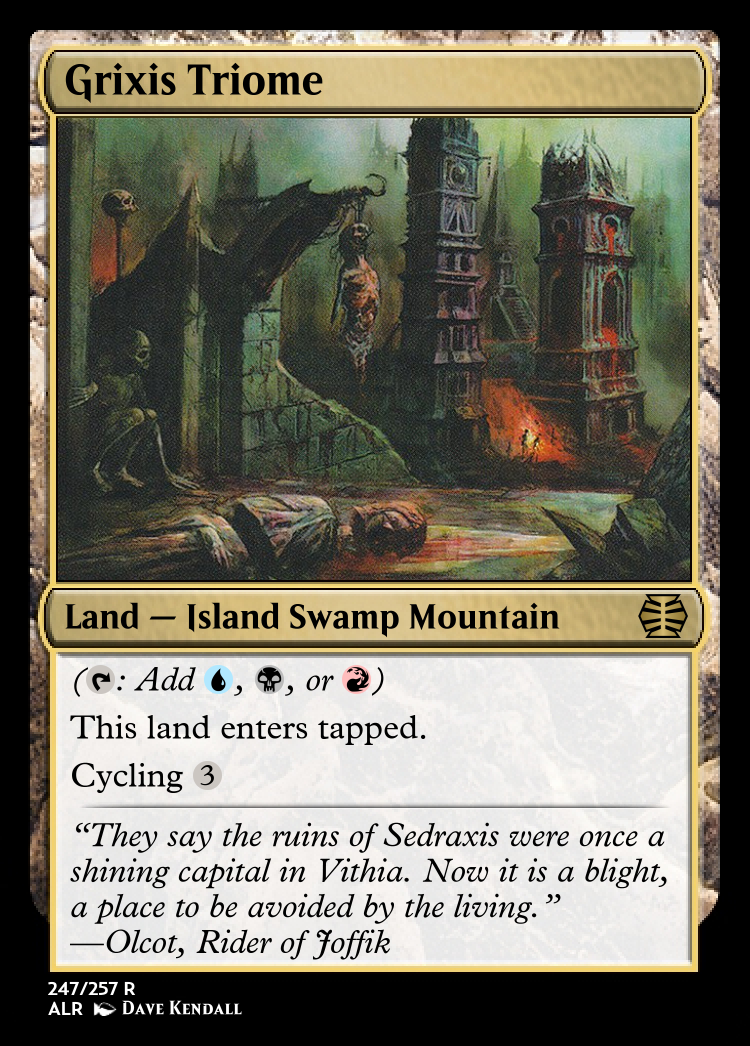 Grixis Triome
Land — Island Swamp Mountain
(: Add , , or )
This land enters tapped.
Cycling 3
“They say the ruins of Sedraxis were once a
shining capital in Vithia. Now it is a blight,
a place to be avoided by the living.”
—Olcot, Rider of Joffik
247/257 R
ALR Dave Kendall